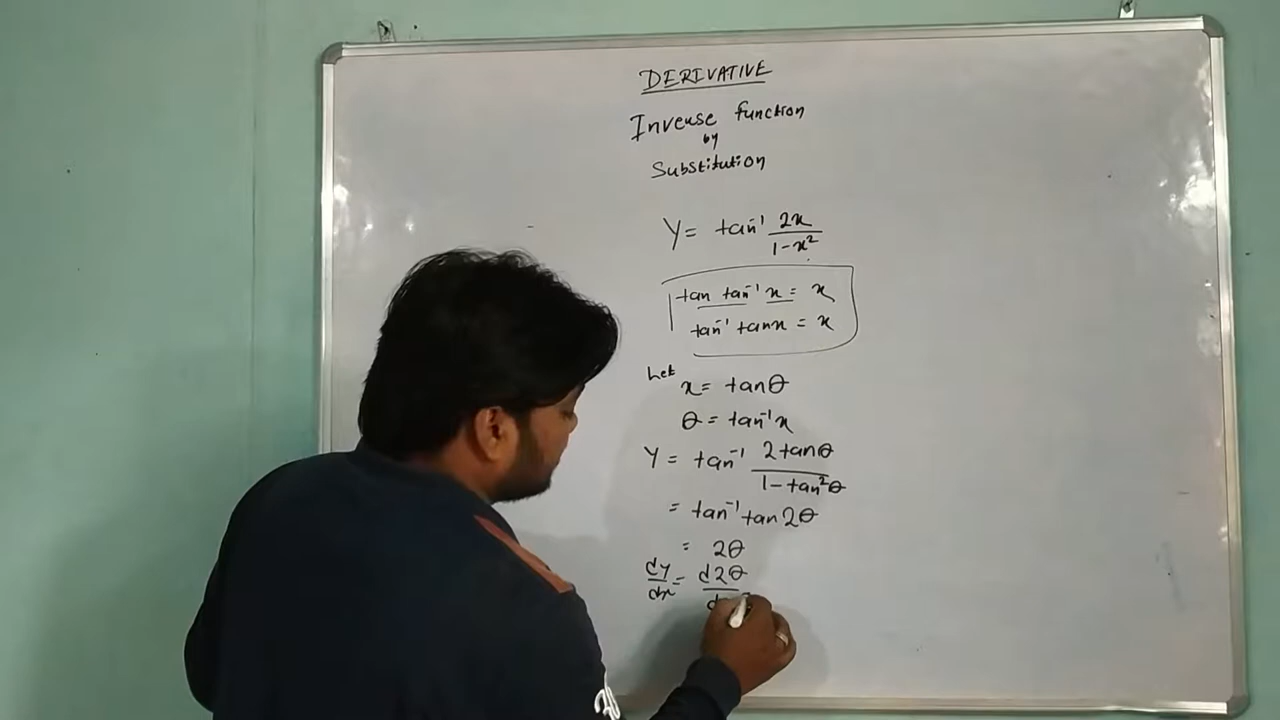 DERIVATIVE
Inverse function
by
Substitution
Y = tan⁻¹ 2x/1-x²
tan tan⁻¹ x = x
tan⁻¹ tanx = x
Let x = tanθ
θ = tan⁻¹x
Y = tan⁻¹ 2tanθ/1-tan²θ
= tan⁻¹ tan2θ
= 2θ
dy/dx = d2θ/d